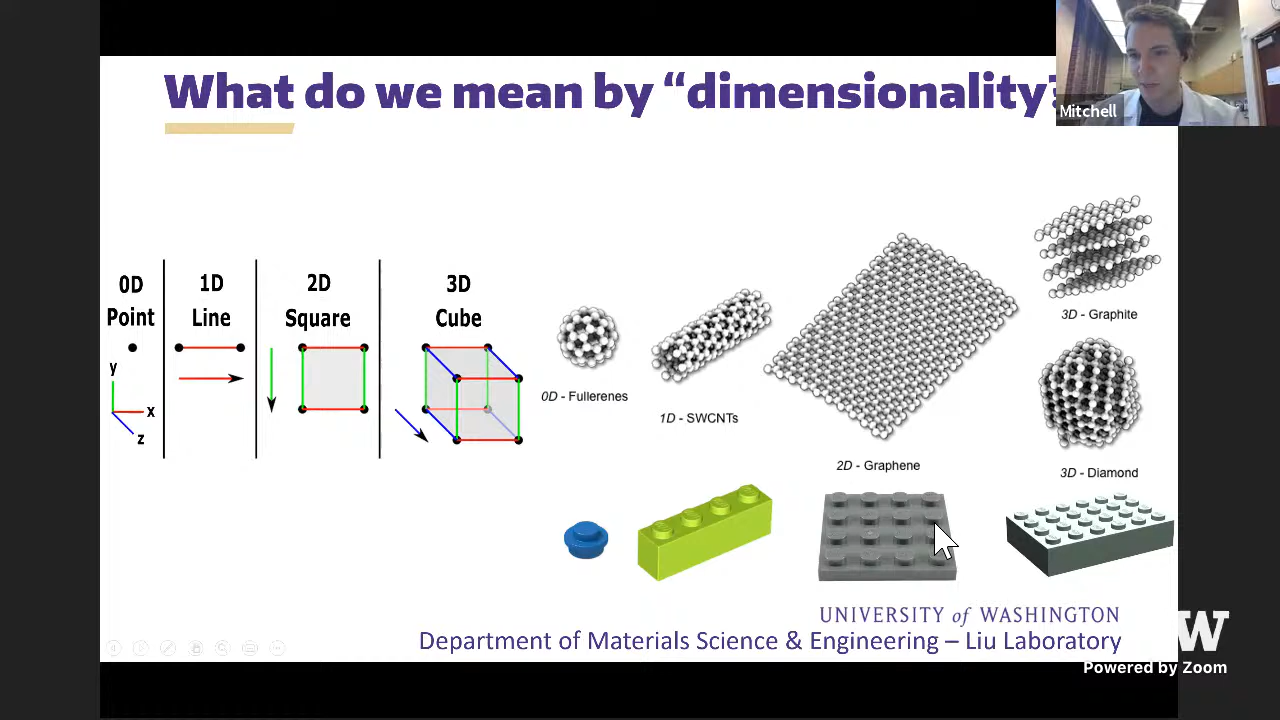 What do we mean by “dimensionality?
Mitchell
0D
Point
1D
Line
2D
Square
3D
Cube
y
x
z
0D - Fullerenes
1D - SWCNTs
2D - Graphene
3D - Graphite
3D - Diamond
UNIVERSITY of WASHINGTON
Department of Materials Science & Engineering – Liu Laboratory
W
Powered by Zoom